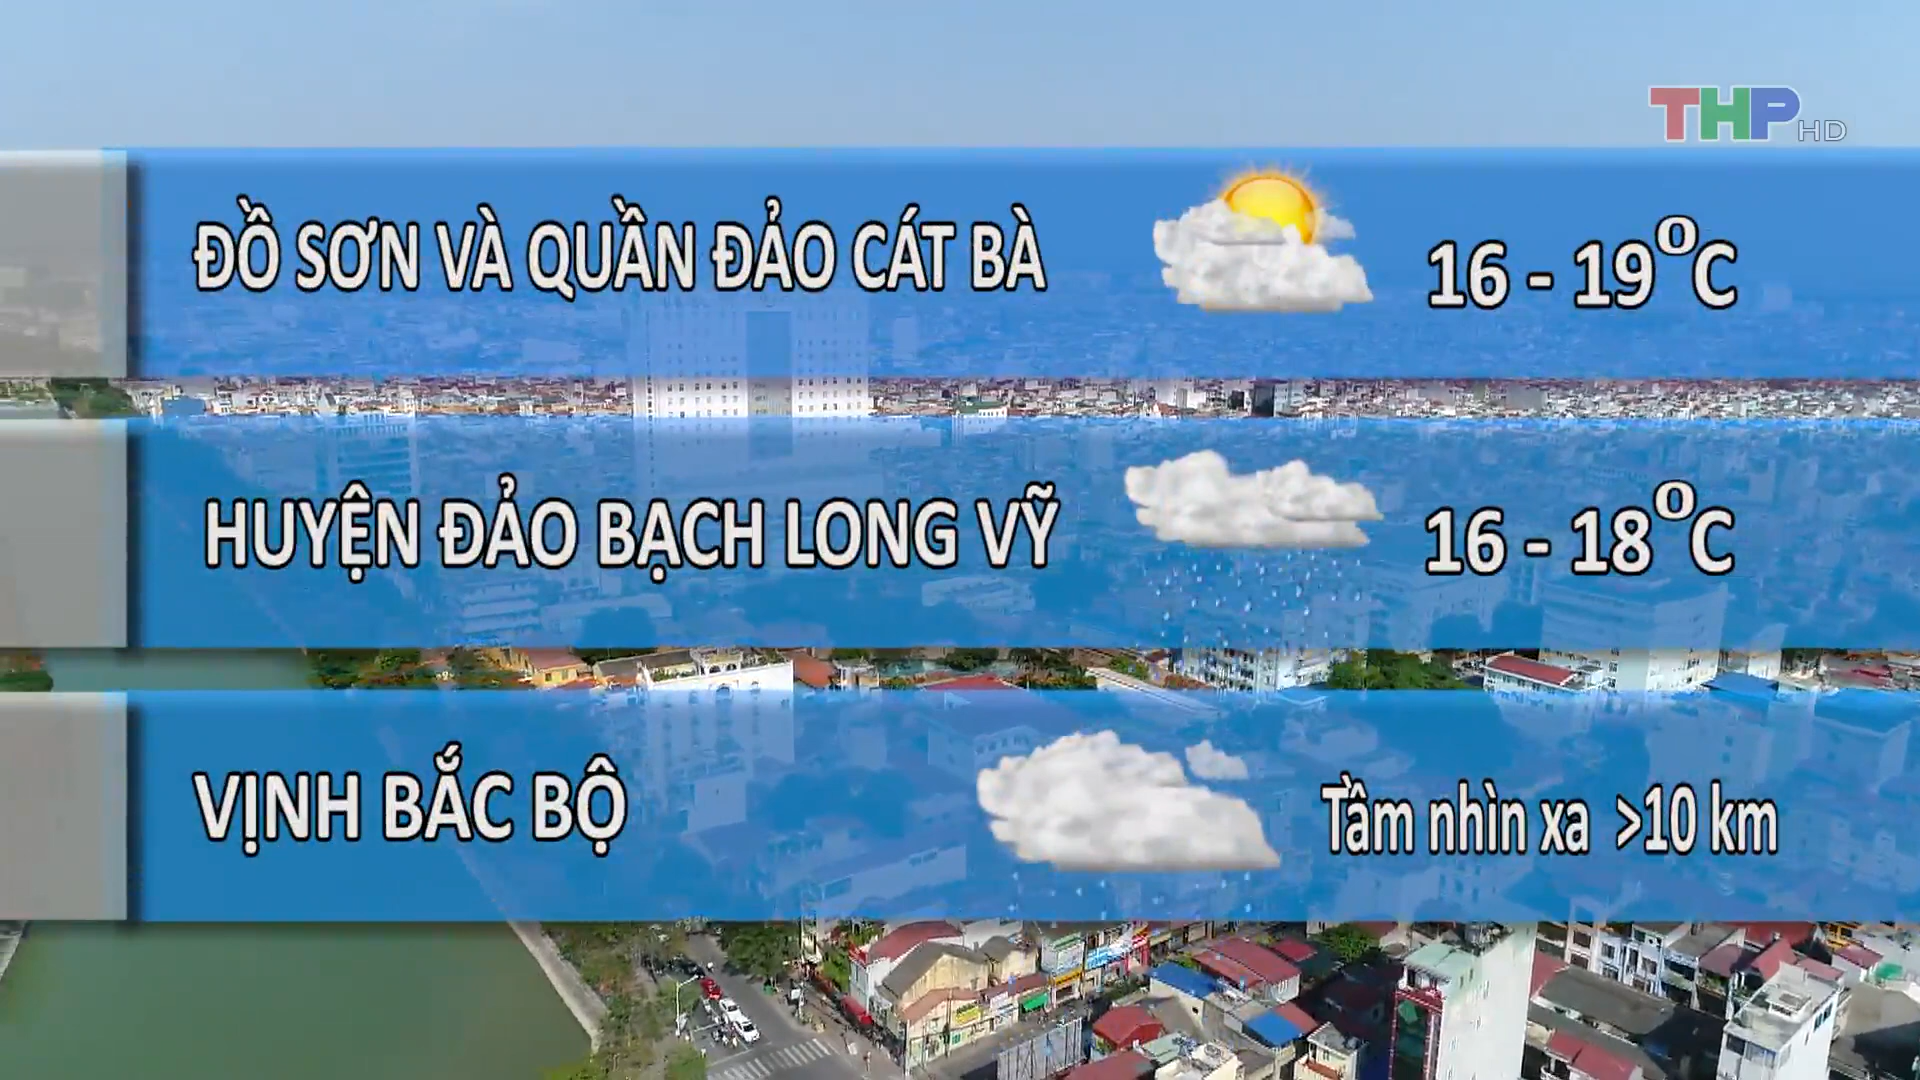 THP HD
ĐỒ SƠN VÀ QUẦN ĐẢO CÁT BÀ 16 - 19°C
HUYỆN ĐẢO BẠCH LONG VỸ 16 - 18°C
VỊNH BẮC BỘ Tầm nhìn xa >10 km